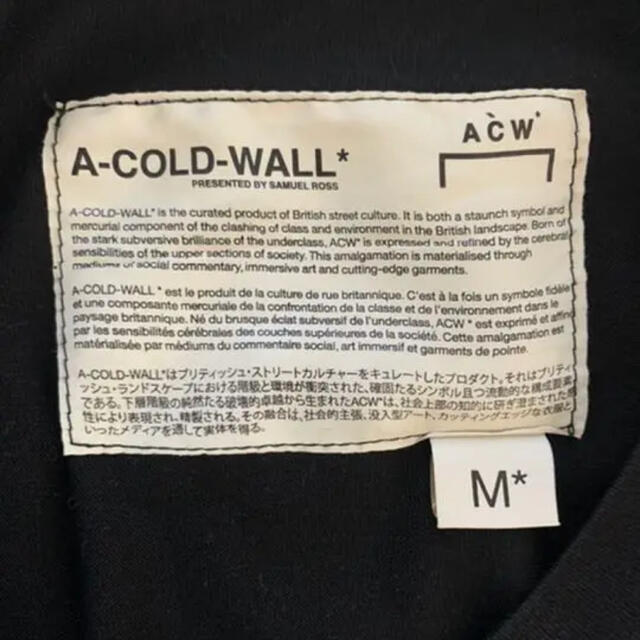 A-COLD-WALL*
PRESENTED BY SAMUEL ROSS
ACW*
A-COLD-WALL* is the curated product of British street culture. It is both a staunch symbol and
mercurial component of the clashing of class and environment in the British landscape. Born of
the stark subversive brilliance of the underclass, ACW* is expressed and refined by the cerebral
sensibilities of the upper sections of society. This amalgamation is materialised through
mediums of social commentary, immersive art and cutting-edge garments.
A-COLD-WALL* est le produit de la culture de rue britannique. C'est à la fois un symbole fidèle
et une composante mercuriale de la confrontation de la classe et de l'environnement dans le
paysage britannique. Né du brusque éclat subversif de l'underclass, ACW* est exprimé et affin
par les sensibilités cérébrales des couches supérieures de la société. Cette amalgamation est
matérialisée par médiums du commentaire social, art immersif et garments de pointe.
A-COLD-WALL*はブリティッシュ・ストリートカルチャーをキュレートしたプロダクト。それはブリティ
ッシュ・ランドスケープにおける階級と環境が衝突された、確固たるシンボル且つ流動的な構成要素
である。下層階級の純然たる破壊的卓越から生まれたACW*は、社会上部の知的に研ぎ澄まされた感
性により表現され、精製される。その融合は、社会的主張、没入型アート、カッティングエッジな衣服と
いったメディアを通して実体を得る。
M*